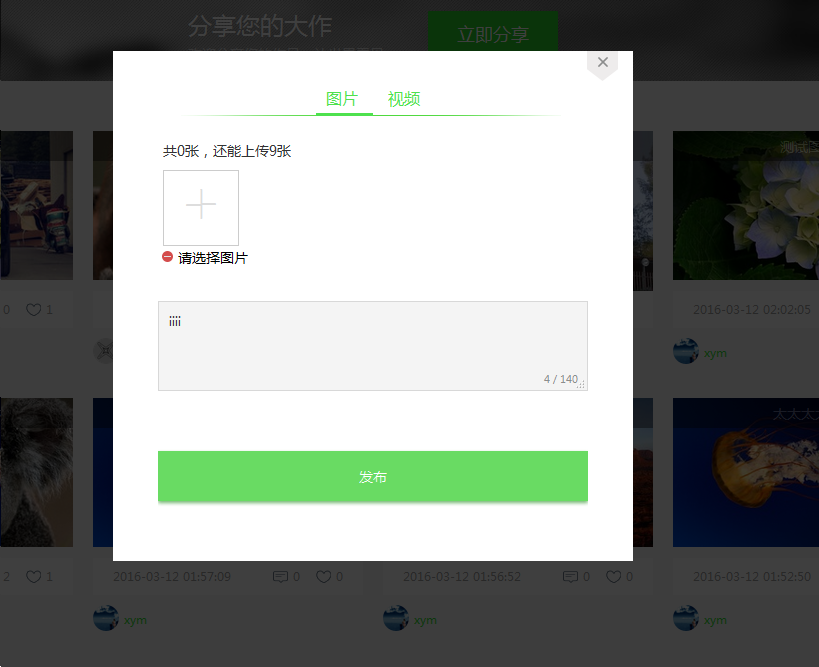 分享您的大作
立即分享
图片
视频
共0张，还能上传9张
请选择图片
iiii
4 / 140
发布
0
1
2016-03-12 02:02:05
xym
2
1
2016-03-12 01:57:09
0
0
2016-03-12 01:56:52
0
0
2016-03-12 01:52:50
xym
xym
xym